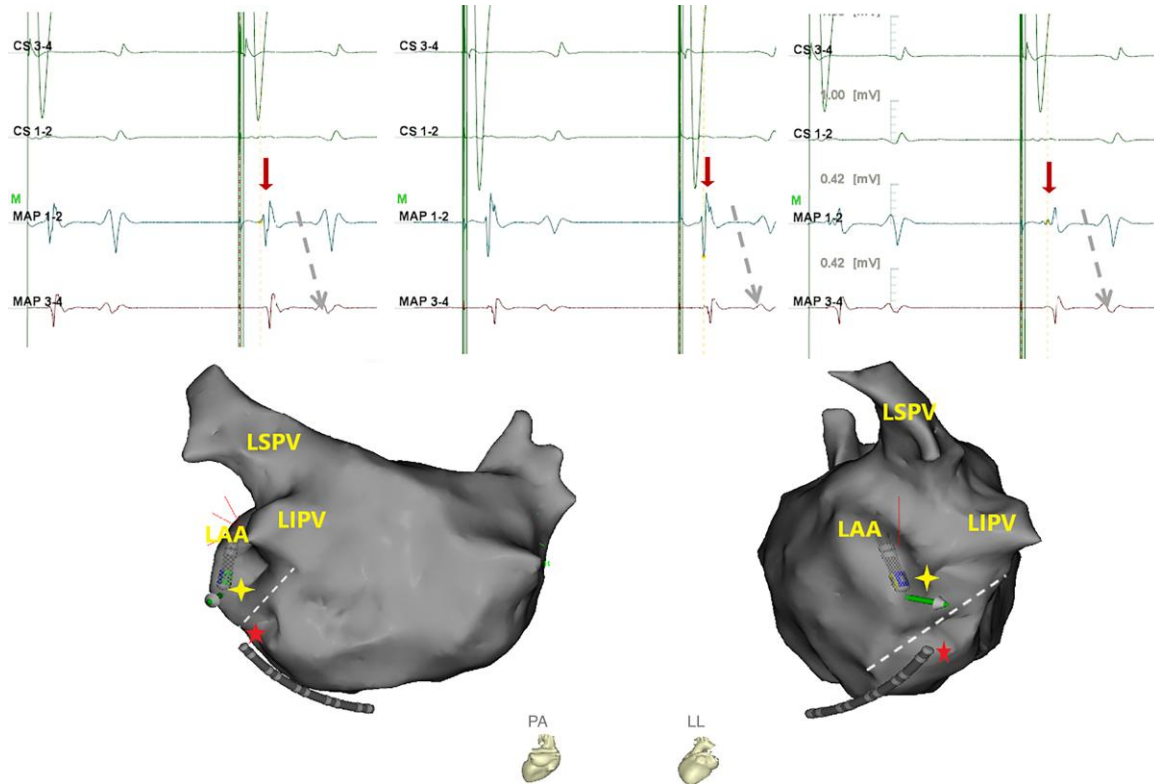 CS 3-4
CS 1-2
M
MAP 1-2
MAP 3-4
CS 3-4
CS 1-2
M
MAP 1-2
MAP 3-4
CS 3-4
1.00 [mV]
CS 1-2
0.42 [mV]
M
MAP 1-2
0.42 [mV]
MAP 3-4
LSPV
LIPV
LAA
LSPV
LAA
LIPV
PA
LL